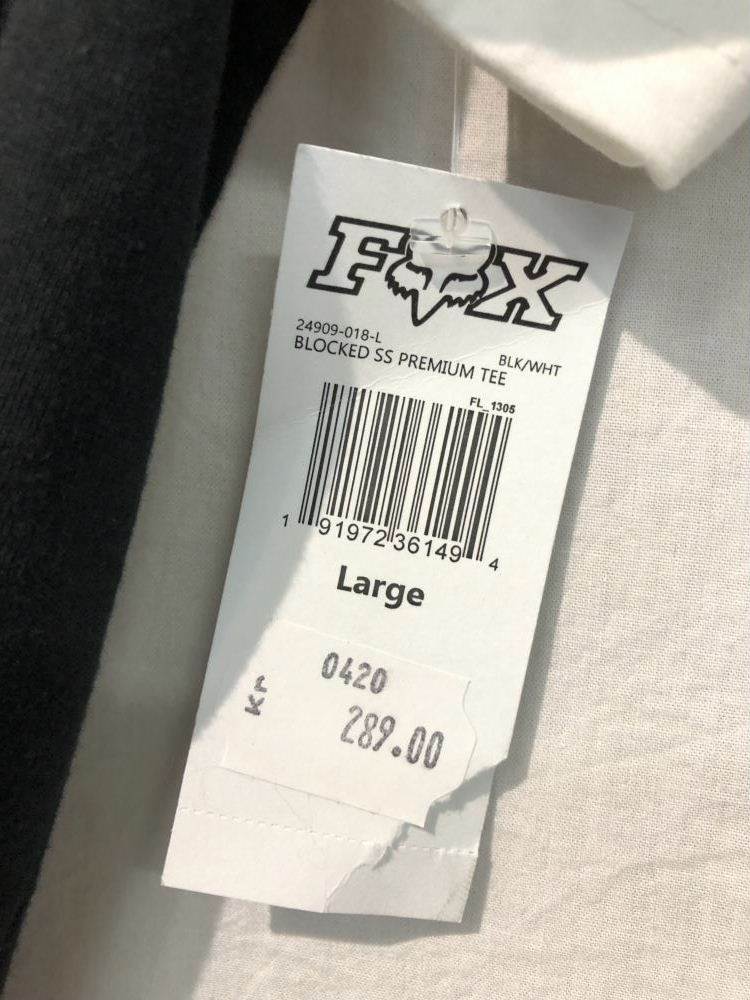 FOX
24909-018-L
BLOCKED SS PREMIUM TEE
BLK/WHT
FL_1305
1 91972 36149 4
Large
0420
Kr 289.00